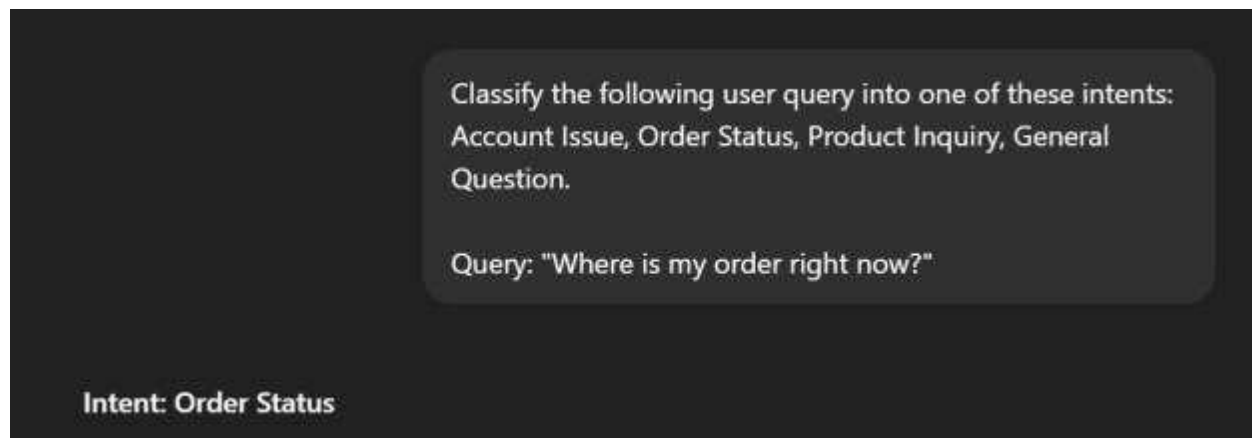 Classify the following user query into one of these intents:
Account Issue, Order Status, Product Inquiry, General
Question.
Query: "Where is my order right now?"
Intent: Order Status